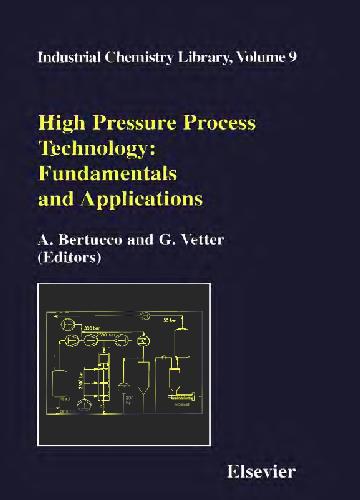 Industrial Chemistry Library, Volume 9
High Pressure Process
Technology:
Fundamentals
and Applications
A. Bertucco and G. Vetter
(Editors)
Elsevier